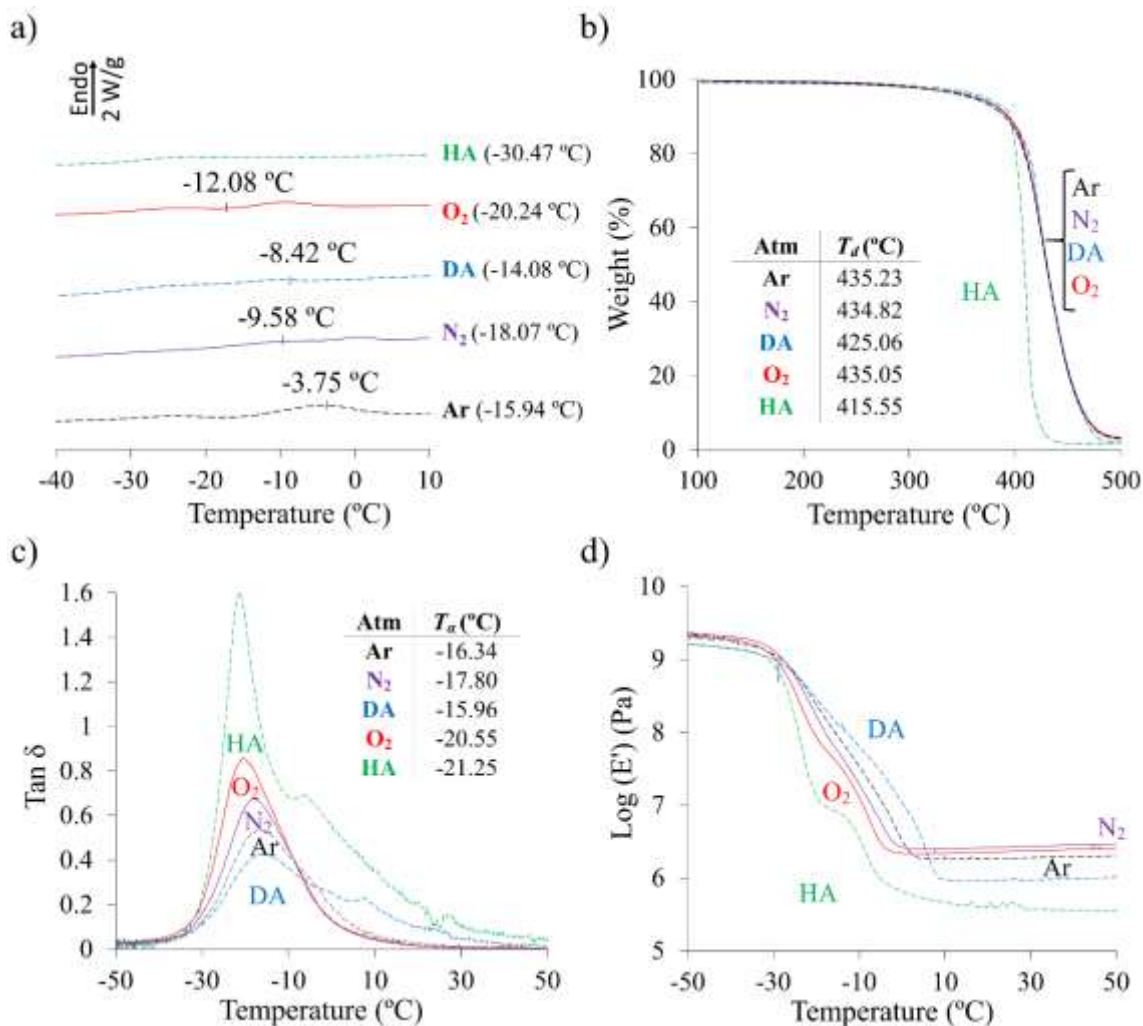 a)
Endo
2 W/g
HA (-30.47 ºC)
-12.08 ºC
O₂ (-20.24 ºC)
-8.42 ºC
DA (-14.08 ºC)
-9.58 ºC
N₂ (-18.07 ºC)
-3.75 ºC
Ar (-15.94 ºC)
-40 -30 -20 -10 0 10
Temperature (ºC)
b)
Weight (%)
100
80
60
40
20
0
Ar
N₂
DA
O₂
HA
Atm T_d (ºC)
Ar 435.23
N₂ 434.82
DA 425.06
O₂ 435.05
HA 415.55
100 200 300 400 500
Temperature (ºC)
c)
Tan δ
1.6
1.4
1.2
1
0.8
0.6
0.4
0.2
0
Atm T_α (ºC)
Ar -16.34
N₂ -17.80
DA -15.96
O₂ -20.55
HA -21.25
HA
O₂
N₂
Ar
DA
-50 -30 -10 10 30 50
Temperature (ºC)
d)
Log (E') (Pa)
10
9
8
7
6
5
DA
O₂
N₂
Ar
HA
-50 -30 -10 10 30 50
Temperature (ºC)